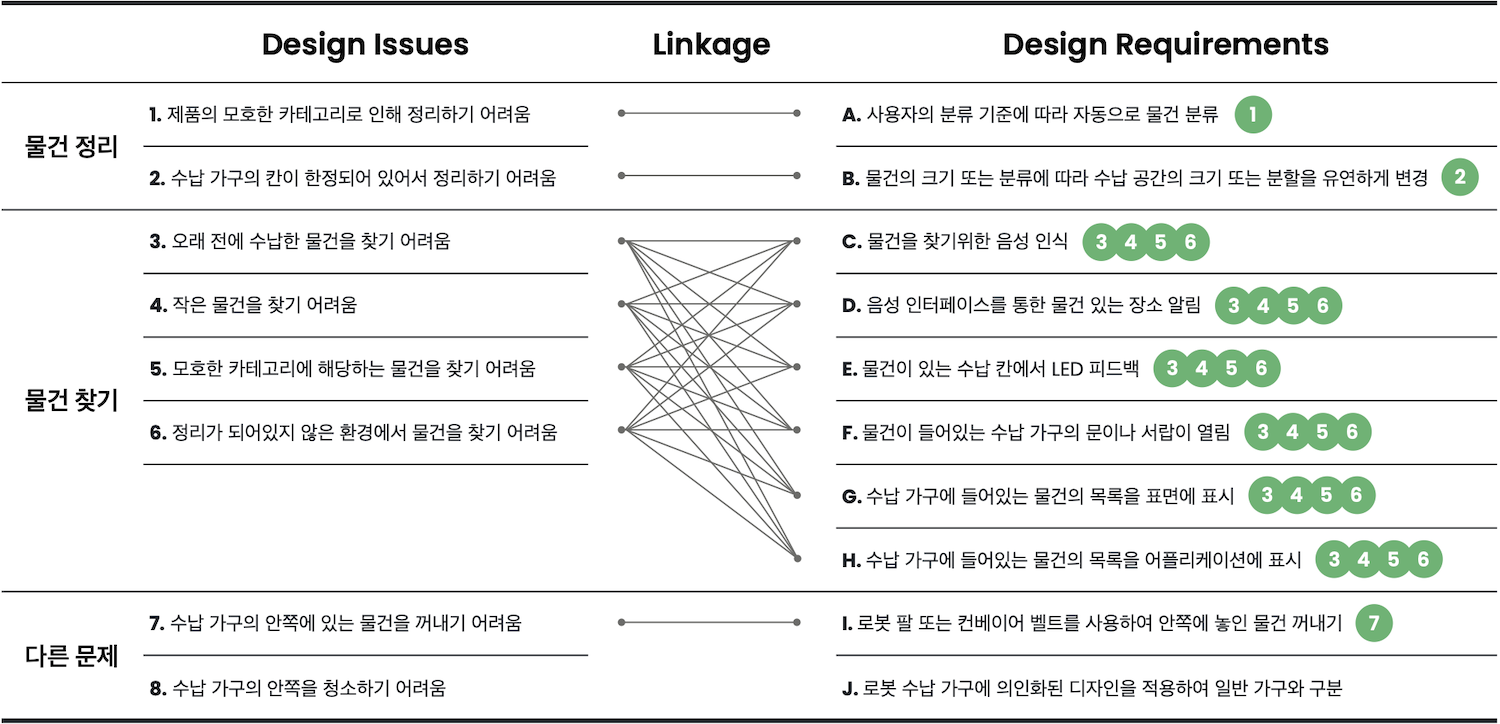 Design Issues Linkage Design Requirements
물건 정리
1. 제품의 모호한 카테고리로 인해 정리하기 어려움
A. 사용자의 분류 기준에 따라 자동으로 물건 분류 1
2. 수납 가구의 칸이 한정되어 있어서 정리하기 어려움
B. 물건의 크기 또는 분류에 따라 수납 공간의 크기 또는 분할을 유연하게 변경 2
물건 찾기
3. 오래 전에 수납한 물건을 찾기 어려움
C. 물건을 찾기위한 음성 인식 3 4 5 6
4. 작은 물건을 찾기 어려움
D. 음성 인터페이스를 통한 물건 있는 장소 알림 3 4 5 6
5. 모호한 카테고리에 해당하는 물건을 찾기 어려움
E. 물건이 있는 수납 칸에서 LED 피드백 3 4 5 6
6. 정리가 되어있지 않은 환경에서 물건을 찾기 어려움
F. 물건이 들어있는 수납 가구의 문이나 서랍이 열림 3 4 5 6
G. 수납 가구에 들어있는 물건의 목록을 표면에 표시 3 4 5 6
H. 수납 가구에 들어있는 물건의 목록을 어플리케이션에 표시 3 4 5 6
다른 문제
7. 수납 가구의 안쪽에 있는 물건을 꺼내기 어려움
I. 로봇 팔 또는 컨베이어 벨트를 사용하여 안쪽에 놓인 물건 꺼내기 7
8. 수납 가구의 안쪽을 청소하기 어려움
J. 로봇 수납 가구에 의인화된 디자인을 적용하여 일반 가구와 구분